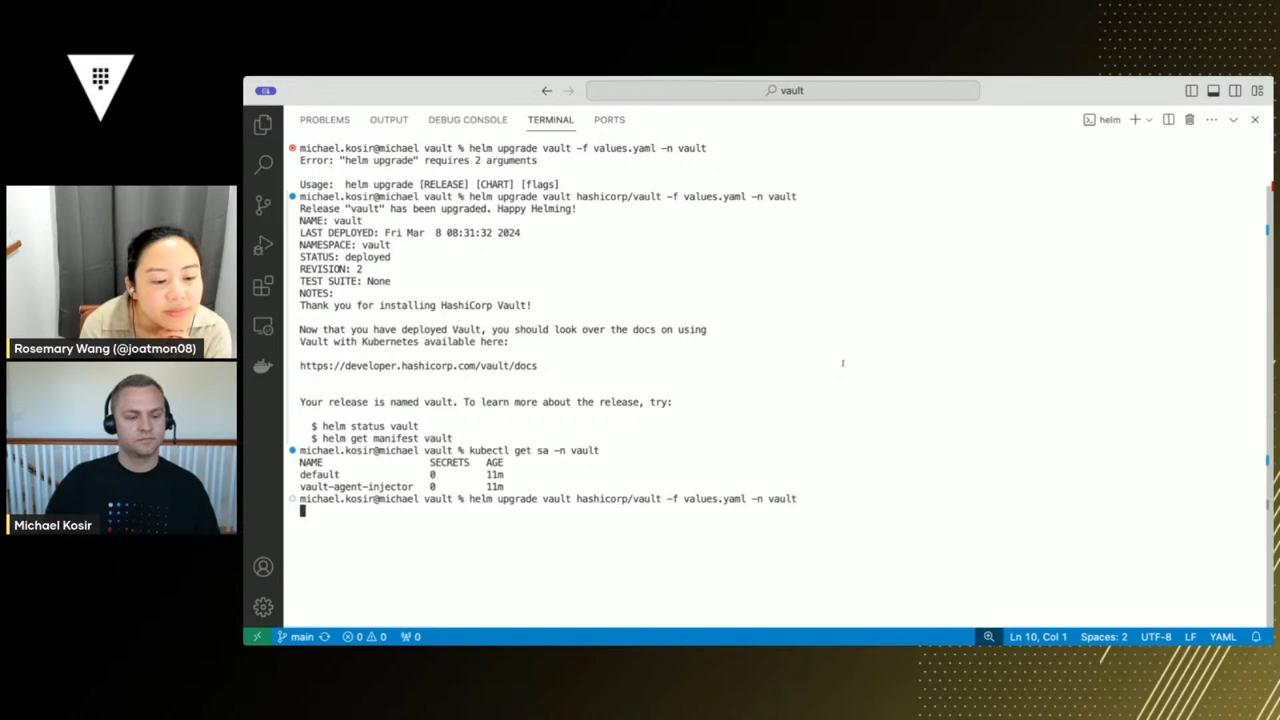 vault
PROBLEMS OUTPUT DEBUG CONSOLE TERMINAL PORTS helm
michael.kosir@michael vault % helm upgrade vault -f values.yaml -n vault
Error: "helm upgrade" requires 2 arguments
Usage:  helm upgrade [RELEASE] [CHART] [flags]
michael.kosir@michael vault % helm upgrade vault hashicorp/vault -f values.yaml -n vault
Release "vault" has been upgraded. Happy Helming!
NAME: vault
LAST DEPLOYED: Fri Mar  8 08:31:32 2024
NAMESPACE: vault
STATUS: deployed
REVISION: 2
TEST SUITE: None
NOTES:
Thank you for installing HashiCorp Vault!
Now that you have deployed Vault, you should look over the docs on using
Vault with Kubernetes available here:
https://developer.hashicorp.com/vault/docs
Your release is named vault. To learn more about the release, try:
$ helm status vault
$ helm get manifest vault
michael.kosir@michael vault % kubectl get sa -n vault
NAME SECRETS AGE
default 0 11m
vault-agent-injector 0 11m
michael.kosir@michael vault % helm upgrade vault hashicorp/vault -f values.yaml -n vault
Rosemary Wang (@joatmon08)
Michael Kosir
main 0 0 0 Ln 10, Col 1 Spaces: 2 UTF-8 LF YAML